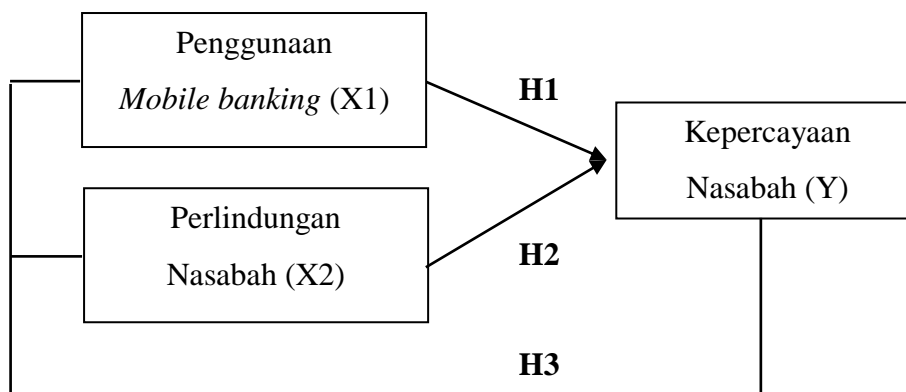 Penggunaan
Mobile banking (X1)
H1
Kepercayaan
Nasabah (Y)
Perlindungan
Nasabah (X2)
H2
H3